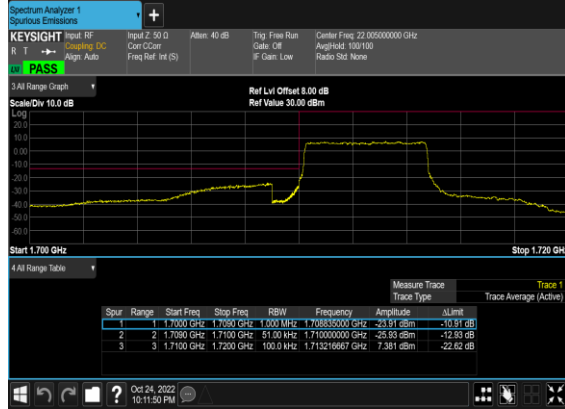 Spectrum Analyzer 1
Spurious Emissions
KEYSIGHT Input: RF Input Z: 50 Ω Atten: 40 dB Trig: Free Run Center Freq: 22.005000000 GHz
R T Coupling: DC Corr CCorr Gate: Off Avg|Hold: 100/100
Align: Auto Freq Ref: Int (S) IF Gain: Low Radio Std: None
PASS
3 All Range Graph
Ref Lvl Offset 8.00 dB
Scale/Div 10.0 dB Ref Value 30.00 dBm
Log
20.0
10.0
0.00
-10.0
-20.0
-30.0
-40.0
-50.0
-60.0
Start 1.700 GHz Stop 1.720 GH
4 All Range Table
Measure Trace Trace 1
Trace Type Trace Average (Active)
Spur Range Start Freq Stop Freq RBW Frequency Amplitude ΔLimit
1 1 1.7000 GHz 1.7090 GHz 1.000 MHz 1.708835000 GHz -23.91 dBm -10.91 dB
2 2 1.7090 GHz 1.7100 GHz 51.00 kHz 1.710000000 GHz -25.93 dBm -12.93 dB
3 3 1.7100 GHz 1.7200 GHz 100.0 kHz 1.713216667 GHz 7.381 dBm -22.62 dB
? Oct 24, 2022
10:11:50 PM